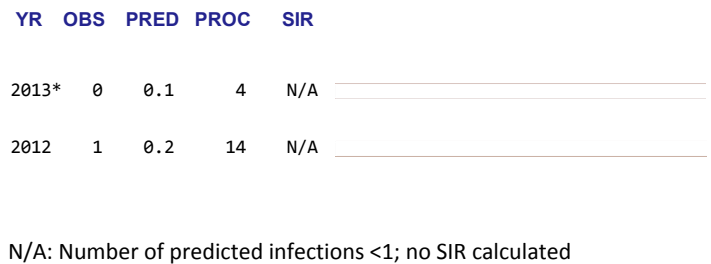 YR OBS PRED PROC SIR
2013* 0 0.1 4 N/A
2012 1 0.2 14 N/A
N/A: Number of predicted infections <1; no SIR calculated